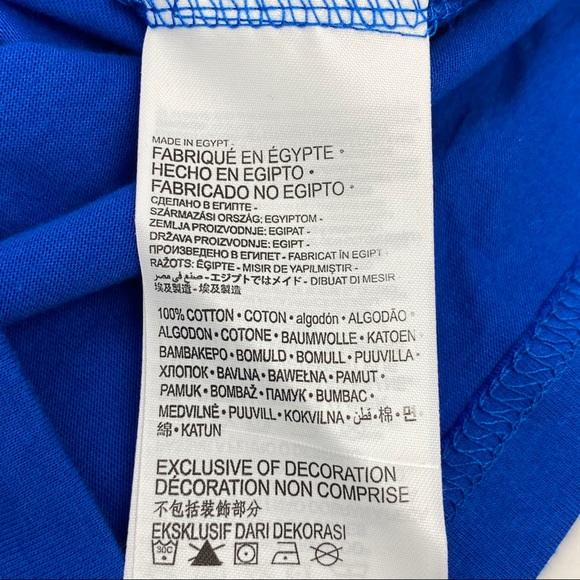 MADE IN EGYPT -
FABRIQUÉ EN ÉGYPTE •
HECHO EN EGIPTO •
FABRICADO NO EGIPTO •
СДЕЛАНО В ЕГИПТЕ -
SZÁRMAZÁSI ORSZÁG: EGYIPTOM -
ZEMLJA PROIZVODNJE: EGIPAT -
DRŽAVA PROIZVODNJE: EGIPT -
ПРОИЗВЕДЕНО В ЕГИПЕТ - FABRICAT ÎN EGIPT
RAŽOTS: ĒĢIPTE - MISIR DE YAPILMIŞTIR -
صنع في مصر - エジプトではメイド - DIBUAT DI MESIR
埃及製造 - 埃及製造 -
100% COTTON • COTON • algodón • ALGODÃO •
ALGODON • COTONE • BAUMWOLLE • KATOEN
ΒΑΜΒΑΚΕΡΟ • BOMULD • BOMULL • PUUVILLA •
ХЛОПОК • BAVLNA • BAWEŁNA • PAMUT •
PAMUK • BOMBAŽ • ПАМУК • BUMBAC •
MEDVILNĖ • PUUVILL • KOKVILNA • قطن • 棉 • 면
綿 • KATUN
EXCLUSIVE OF DECORATION
DÉCORATION NON COMPRISE
不包括裝飾部分
EKSKLUSIF DARI DEKORASI
30C